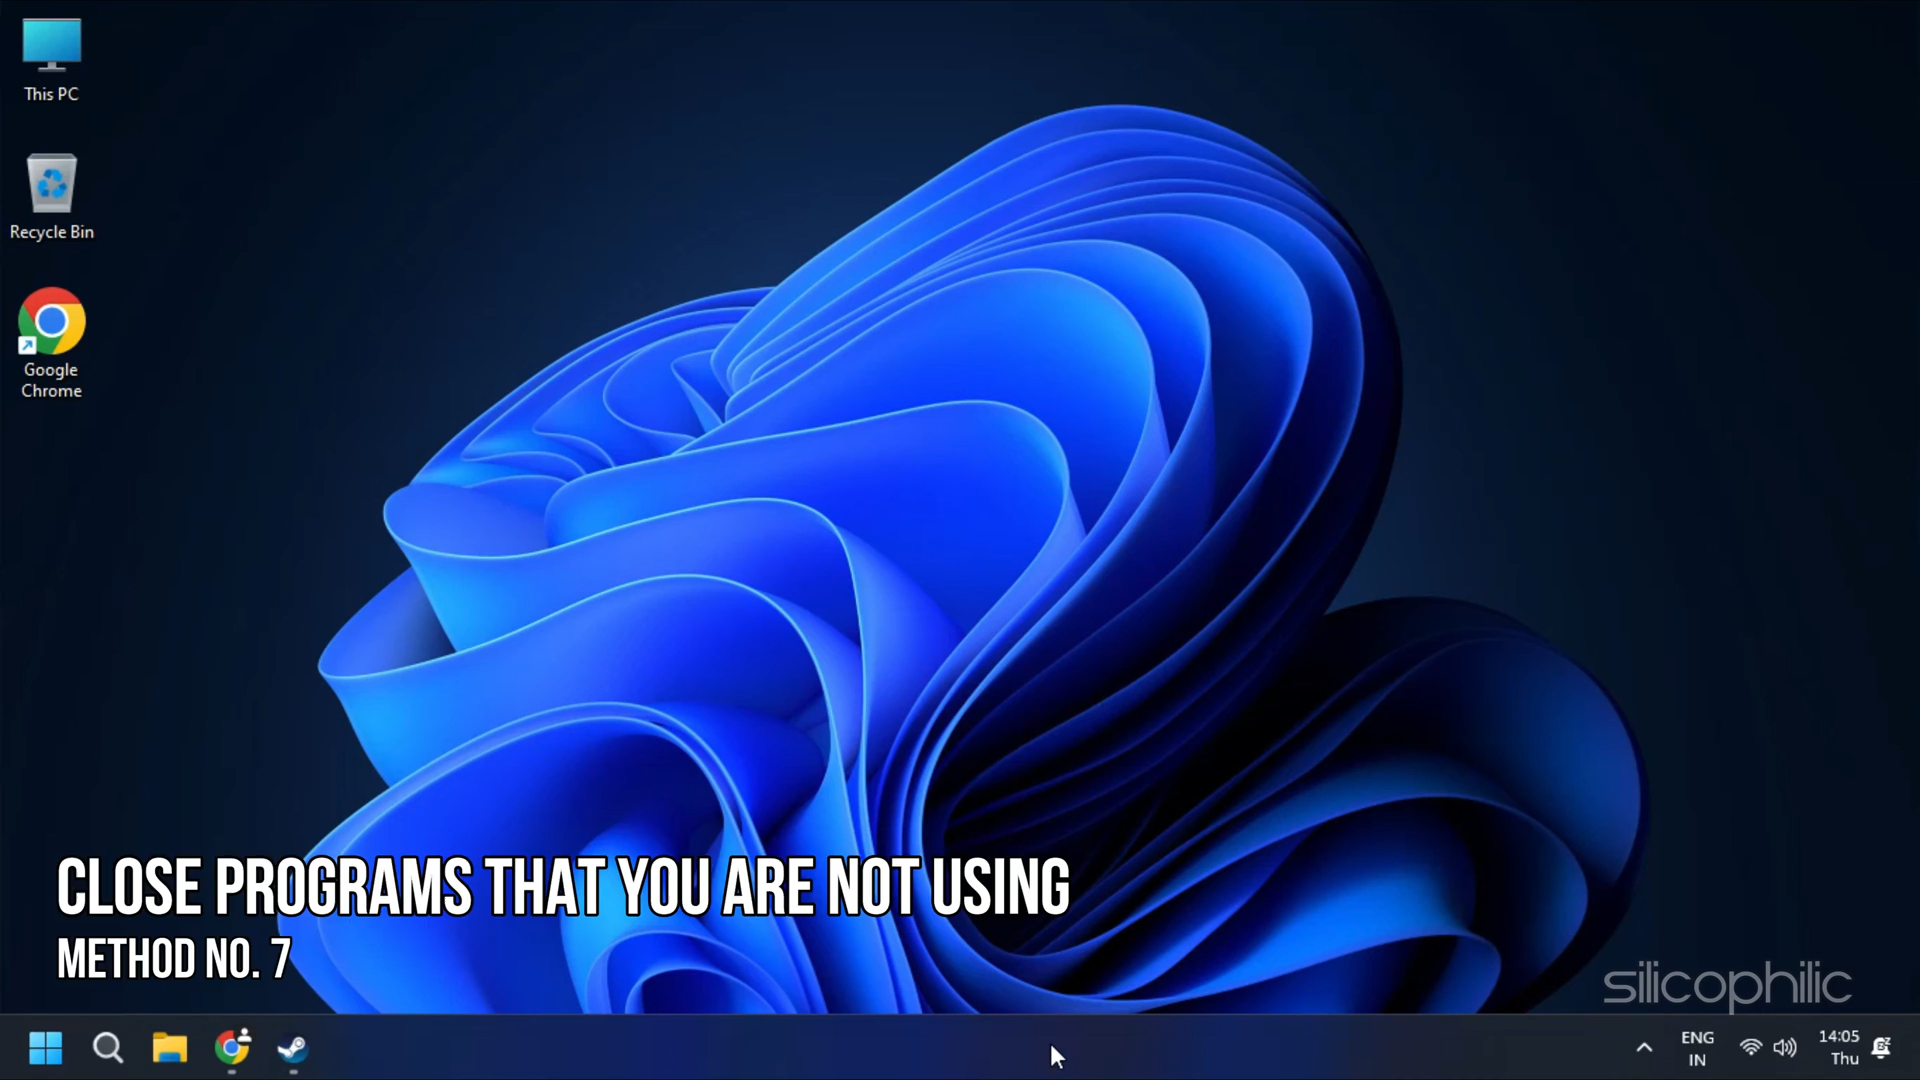 This PC
Recycle Bin
Google
Chrome
CLOSE PROGRAMS THAT YOU ARE NOT USING
METHOD NO. 7
silicophilic
ENG
IN
14:05
Thu